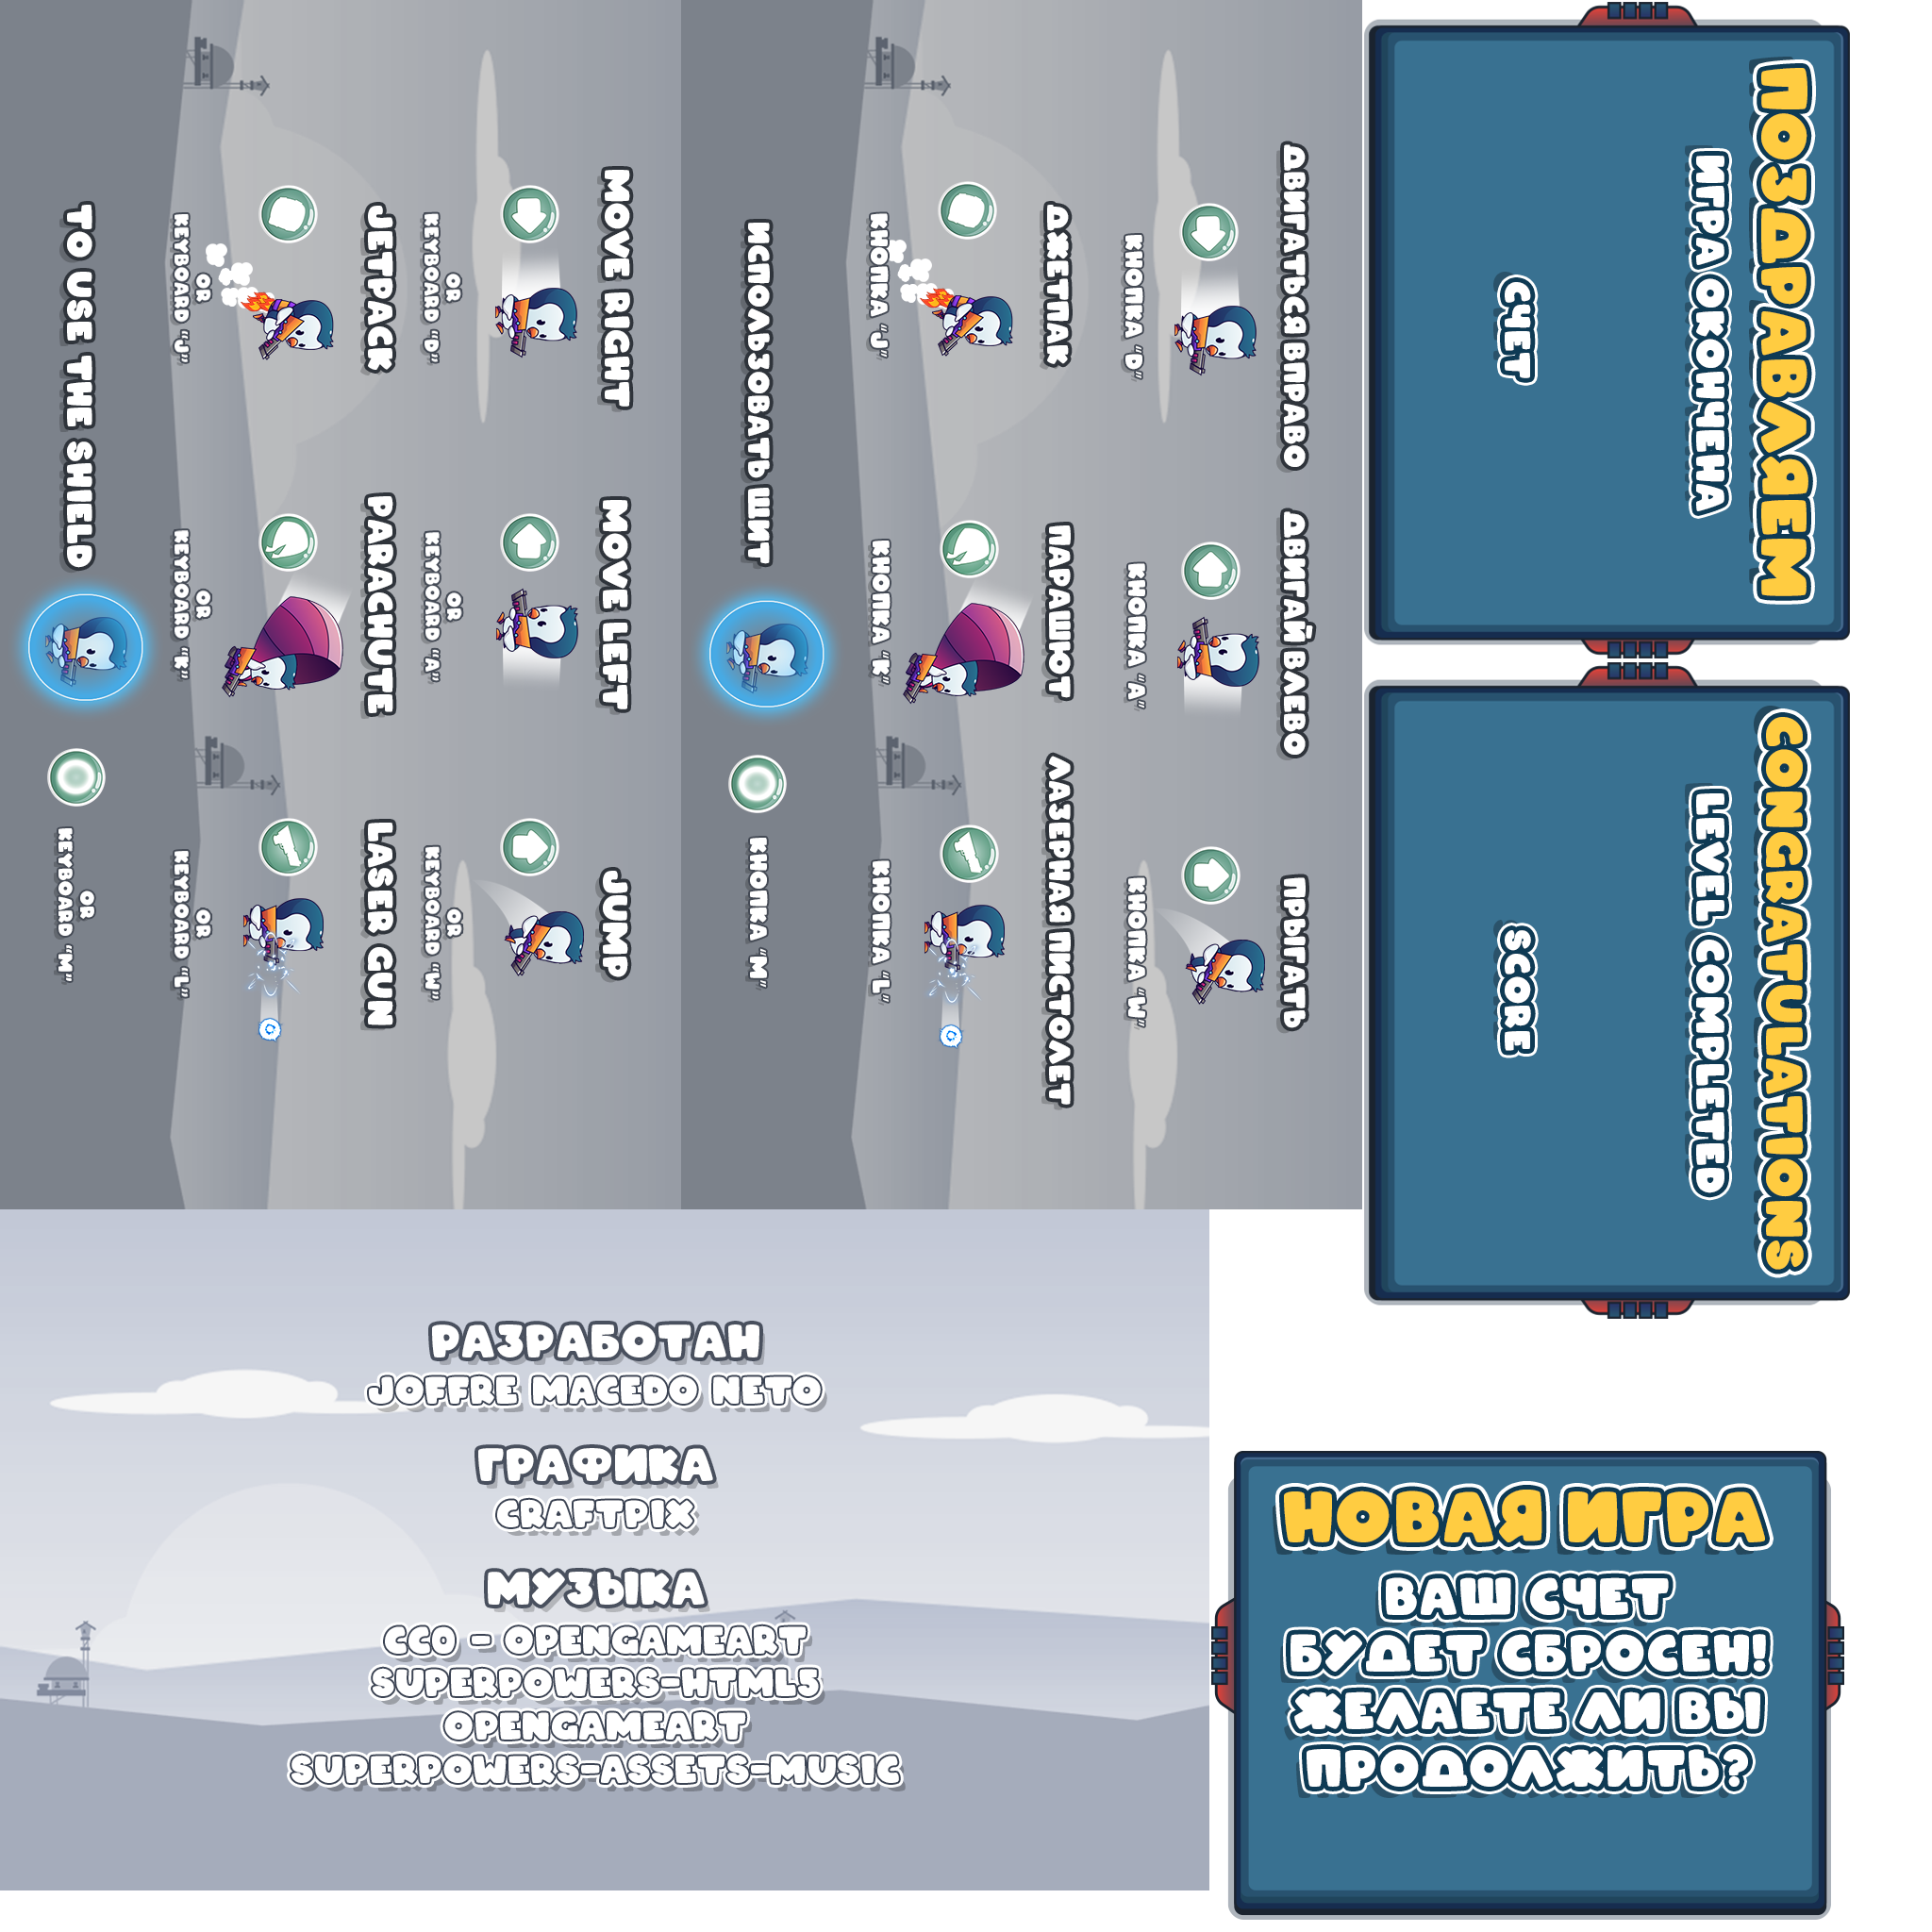 MOVE RIGHT
MOVE LEFT
JUMP
OR
KEYBOARD "D"
OR
KEYBOARD "A"
OR
KEYBOARD "W"
JETPACK
PARACHUTE
LASER GUN
OR
KEYBOARD "J"
OR
KEYBOARD "K"
OR
KEYBOARD "L"
TO USE THE SHIELD
OR
KEYBOARD "M"
ДВИГАТЬСЯ ВПРАВО
ДВИГАЙ ВЛЕВО
ПРЫГАТЬ
КНОПКА "D"
КНОПКА "A"
КНОПКА "W"
ДЖЕТПАК
ПАРАШЮТ
ЛАЗЕРНАЯ ПИСТОЛЕТ
КНОПКА "J"
КНОПКА "K"
КНОПКА "L"
ИСПОЛЬЗОВАТЬ ЩИТ
КНОПКА "M"
ПОЗДРАВЛЯЕМ
ИГРА ОКОНЧЕНА
СЧЕТ
CONGRATULATIONS
LEVEL COMPLETED
SCORE
РАЗРАБОТАН
JOFFRE MACEDO NETO
ГРАФИКА
CRAFTPIX
МУЗЫКА
CC0 - OPENGAMEART
SUPERPOWERS-HTML5
OPENGAMEART
SUPERPOWERS-ASSETS-MUSIC
НОВАЯ ИГРА
ВАШ СЧЕТ
БУДЕТ СБРОСЕН!
ЖЕЛАЕТЕ ЛИ ВЫ
ПРОДОЛЖИТЬ?